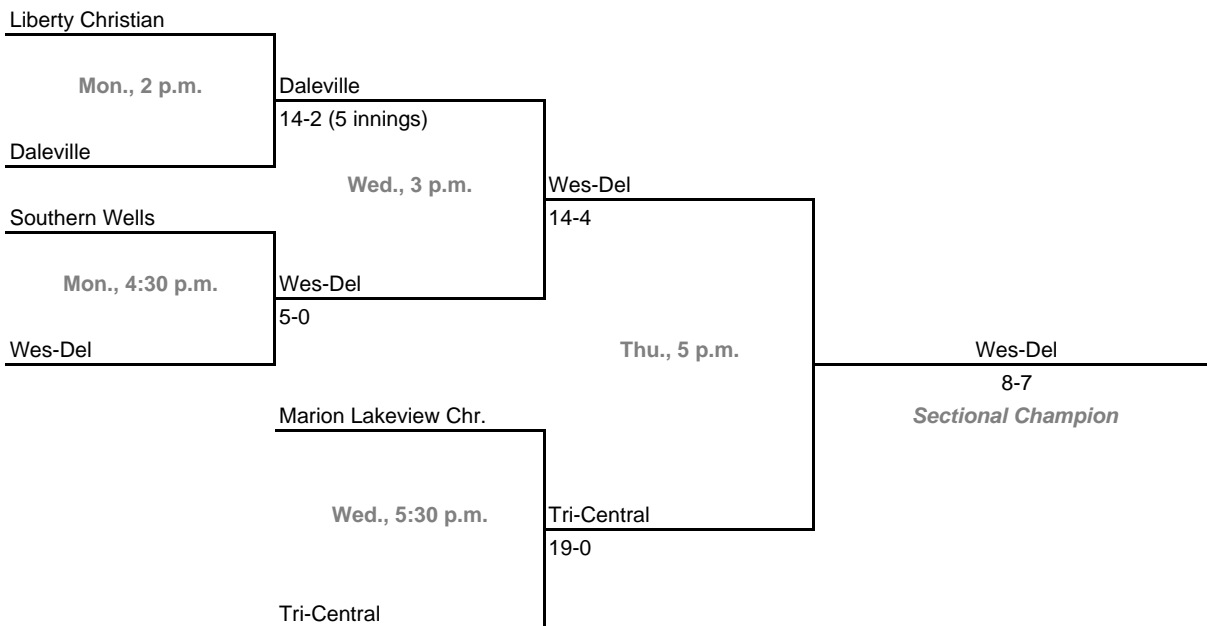 Liberty Christian
Mon., 2 p.m.
Daleville
14-2 (5 innings)
Daleville
Wed., 3 p.m.
Wes-Del
14-4
Southern Wells
Mon., 4:30 p.m.
Wes-Del
5-0
Wes-Del
Thu., 5 p.m.
Wes-Del
8-7
Sectional Champion
Marion Lakeview Chr.
Wed., 5:30 p.m.
Tri-Central
19-0
Tri-Central